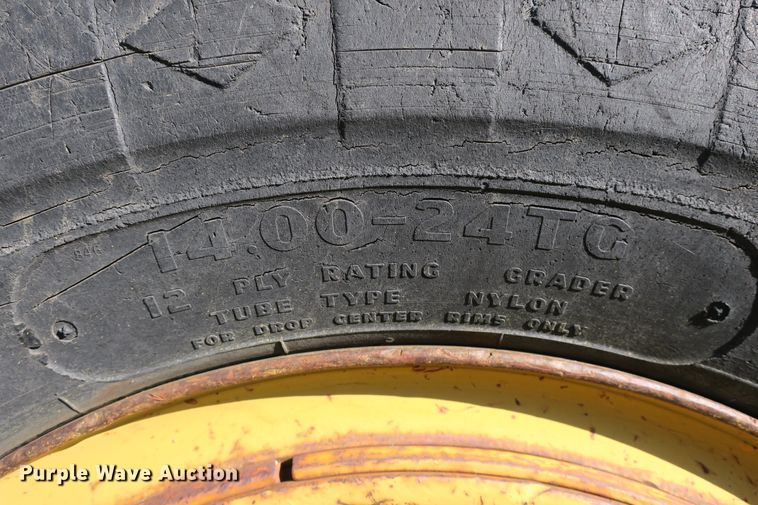 14.00-24TG
12 PLY RATING GRADER
TUBE TYPE NYLON
FOR DROP CENTER RIMS ONLY
Purple Wave Auction